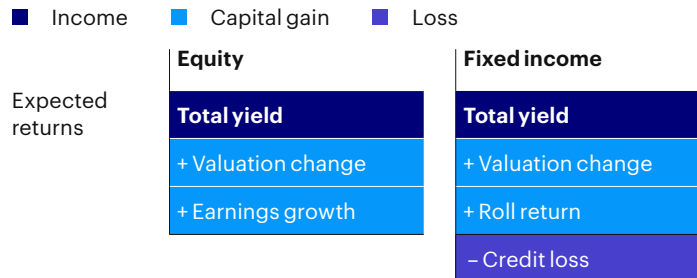 Income Capital gain Loss
Equity Fixed income
Expected
returns
Total yield Total yield
+ Valuation change + Valuation change
+ Earnings growth + Roll return
– Credit loss